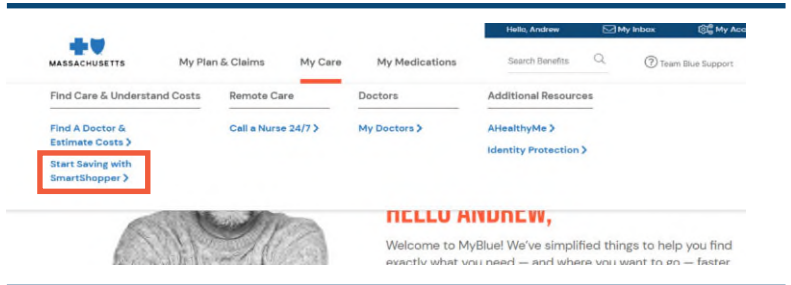 Hello, Andrew
My Inbox
My Acc
MASSACHUSETTS
My Plan & Claims
My Care
My Medications
Search Benefits
Team Blue Support
Find Care & Understand Costs
Remote Care
Doctors
Additional Resources
Find A Doctor &
Estimate Costs >
Call a Nurse 24/7 >
My Doctors >
AHealthyMe >
Identity Protection >
Start Saving with
SmartShopper >
HELLO ANDREW,
Welcome to MyBlue! We've simplified things to help you find
exactly what you need — and where you want to go — faster